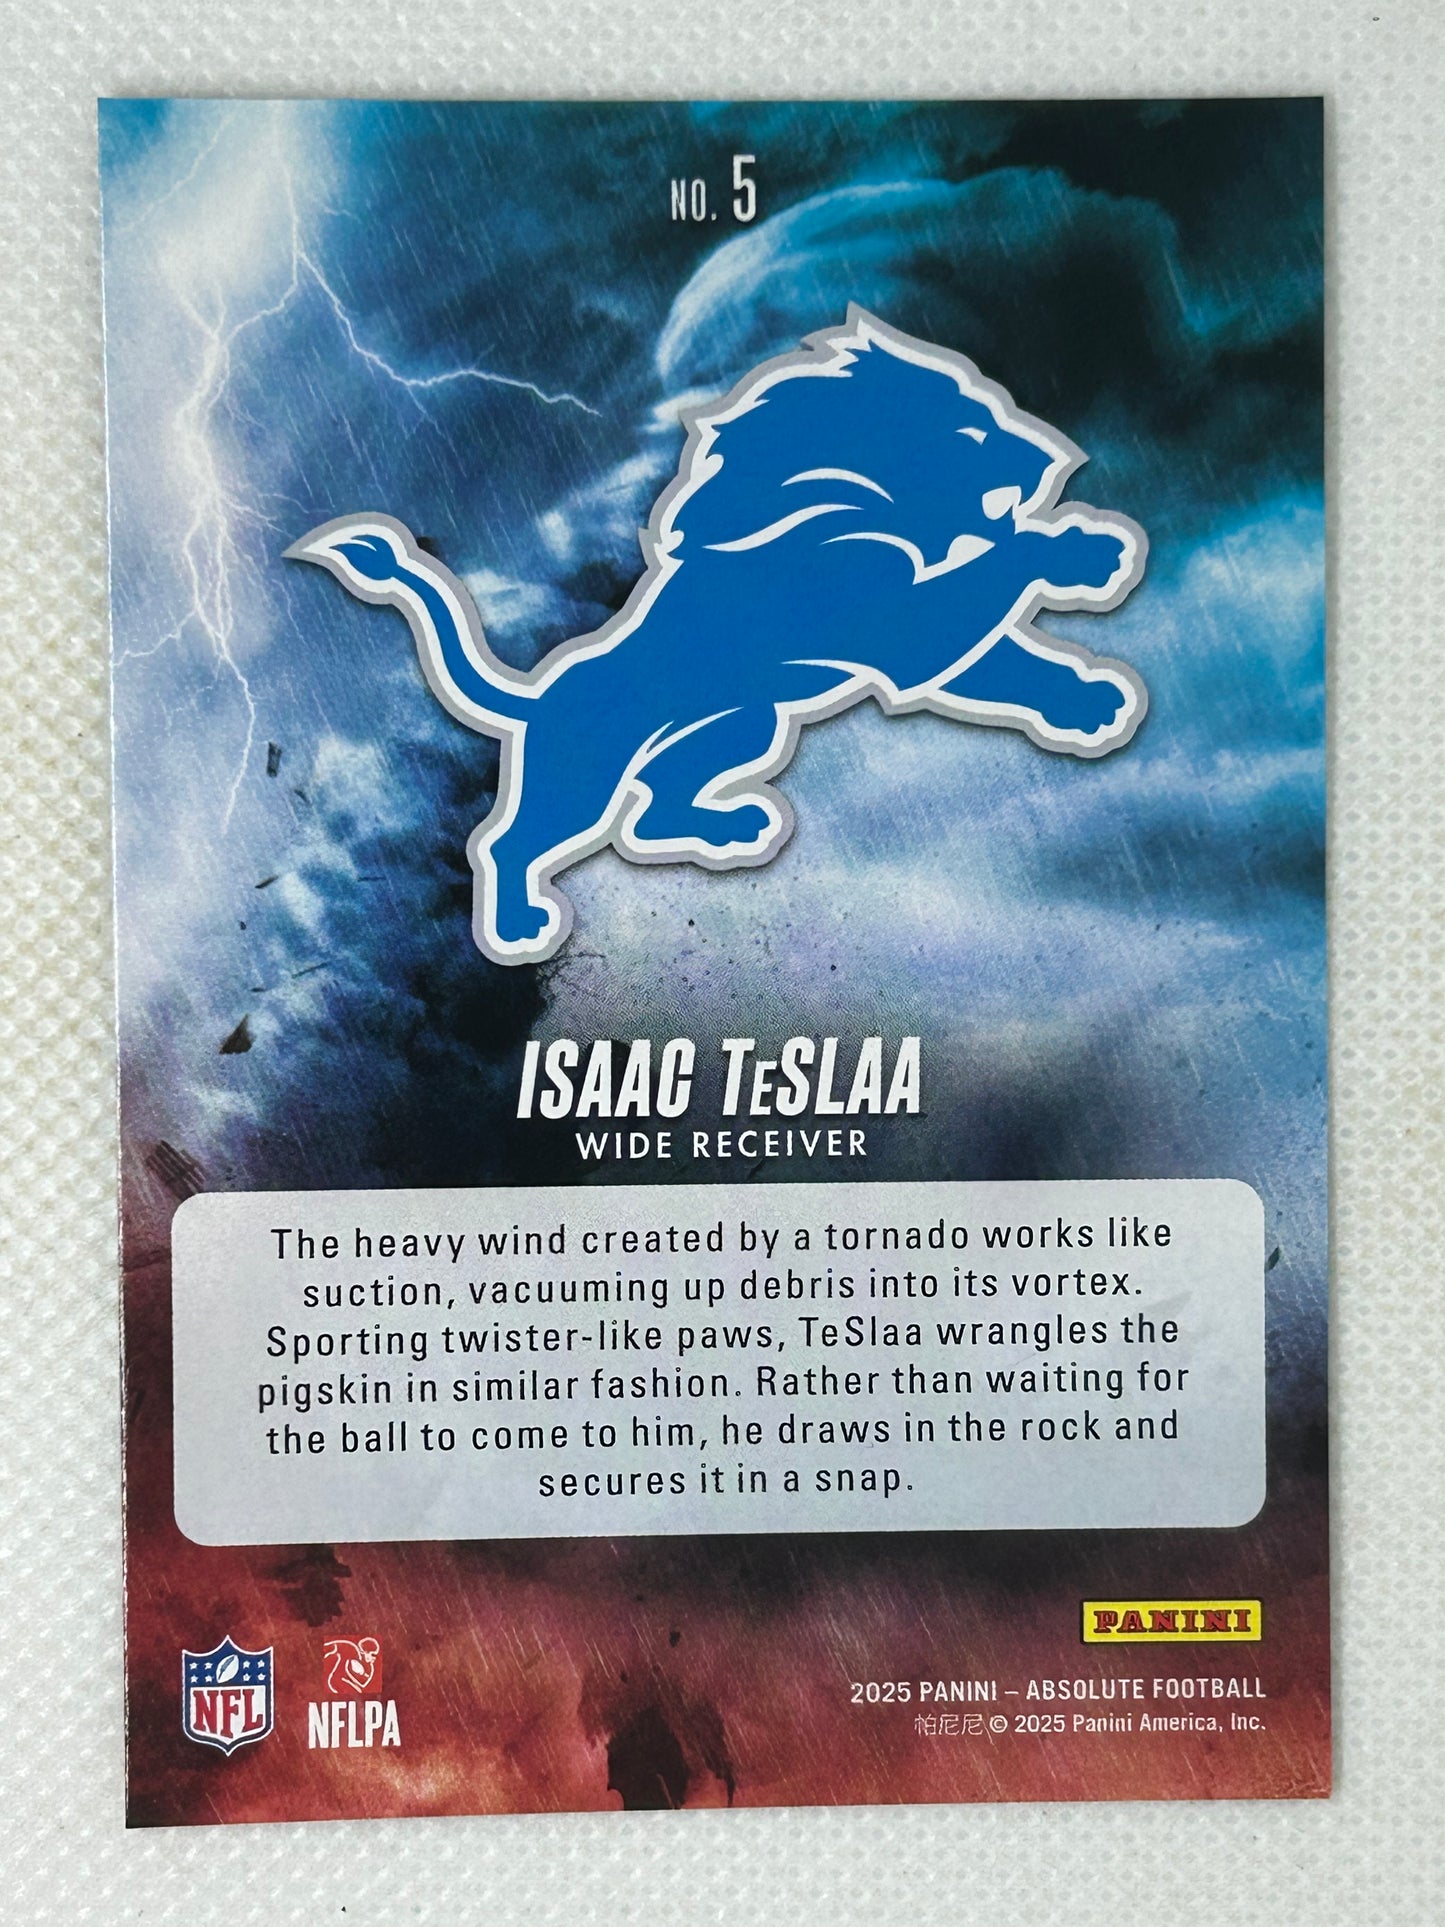 NO. 5
ISAAC TeSLAA
WIDE RECEIVER
The heavy wind created by a tornado works like
suction, vacuuming up debris into its vortex.
Sporting twister-like paws, TeSlaa wrangles the
pigskin in similar fashion. Rather than waiting for
the ball to come to him, he draws in the rock and
secures it in a snap.
PANINI
NFL
NFLPA
2025 PANINI – ABSOLUTE FOOTBALL
帕尼尼 © 2025 Panini America, Inc.